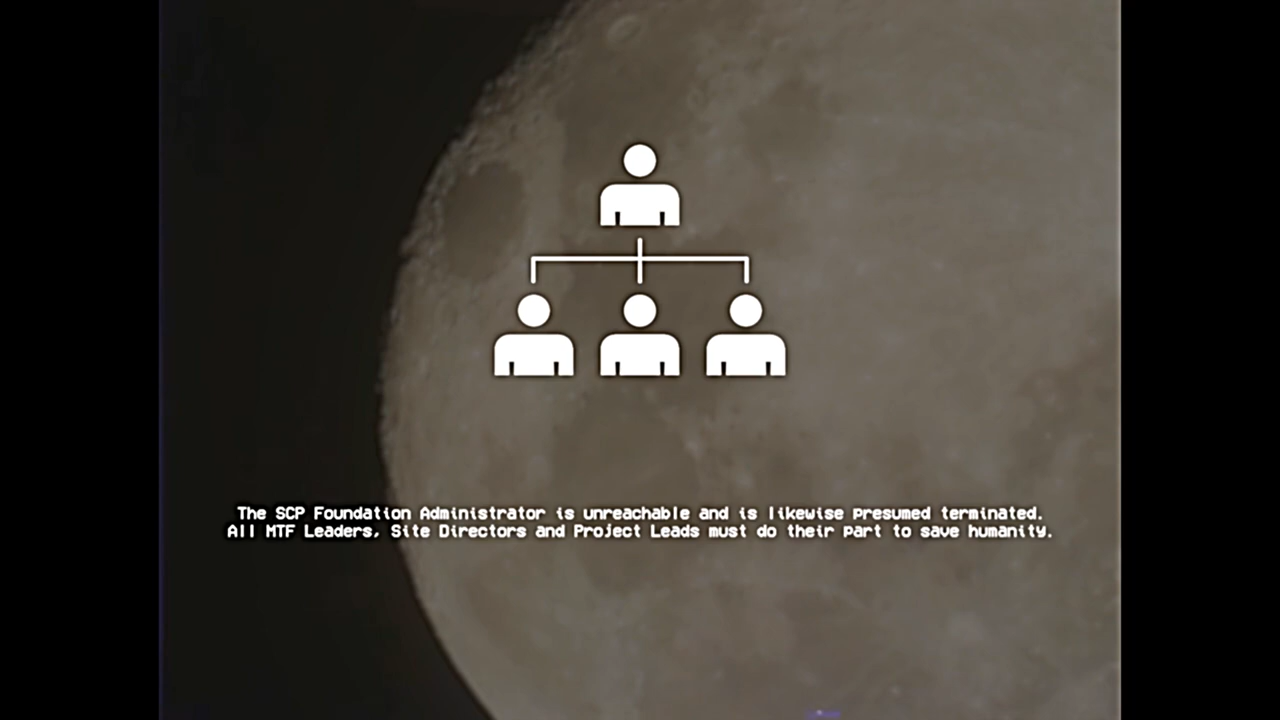 The SCP Foundation Administrator is unreachable and is likewise presumed terminated.
All MTF Leaders, Site Directors and Project Leads must do their part to save humanity.